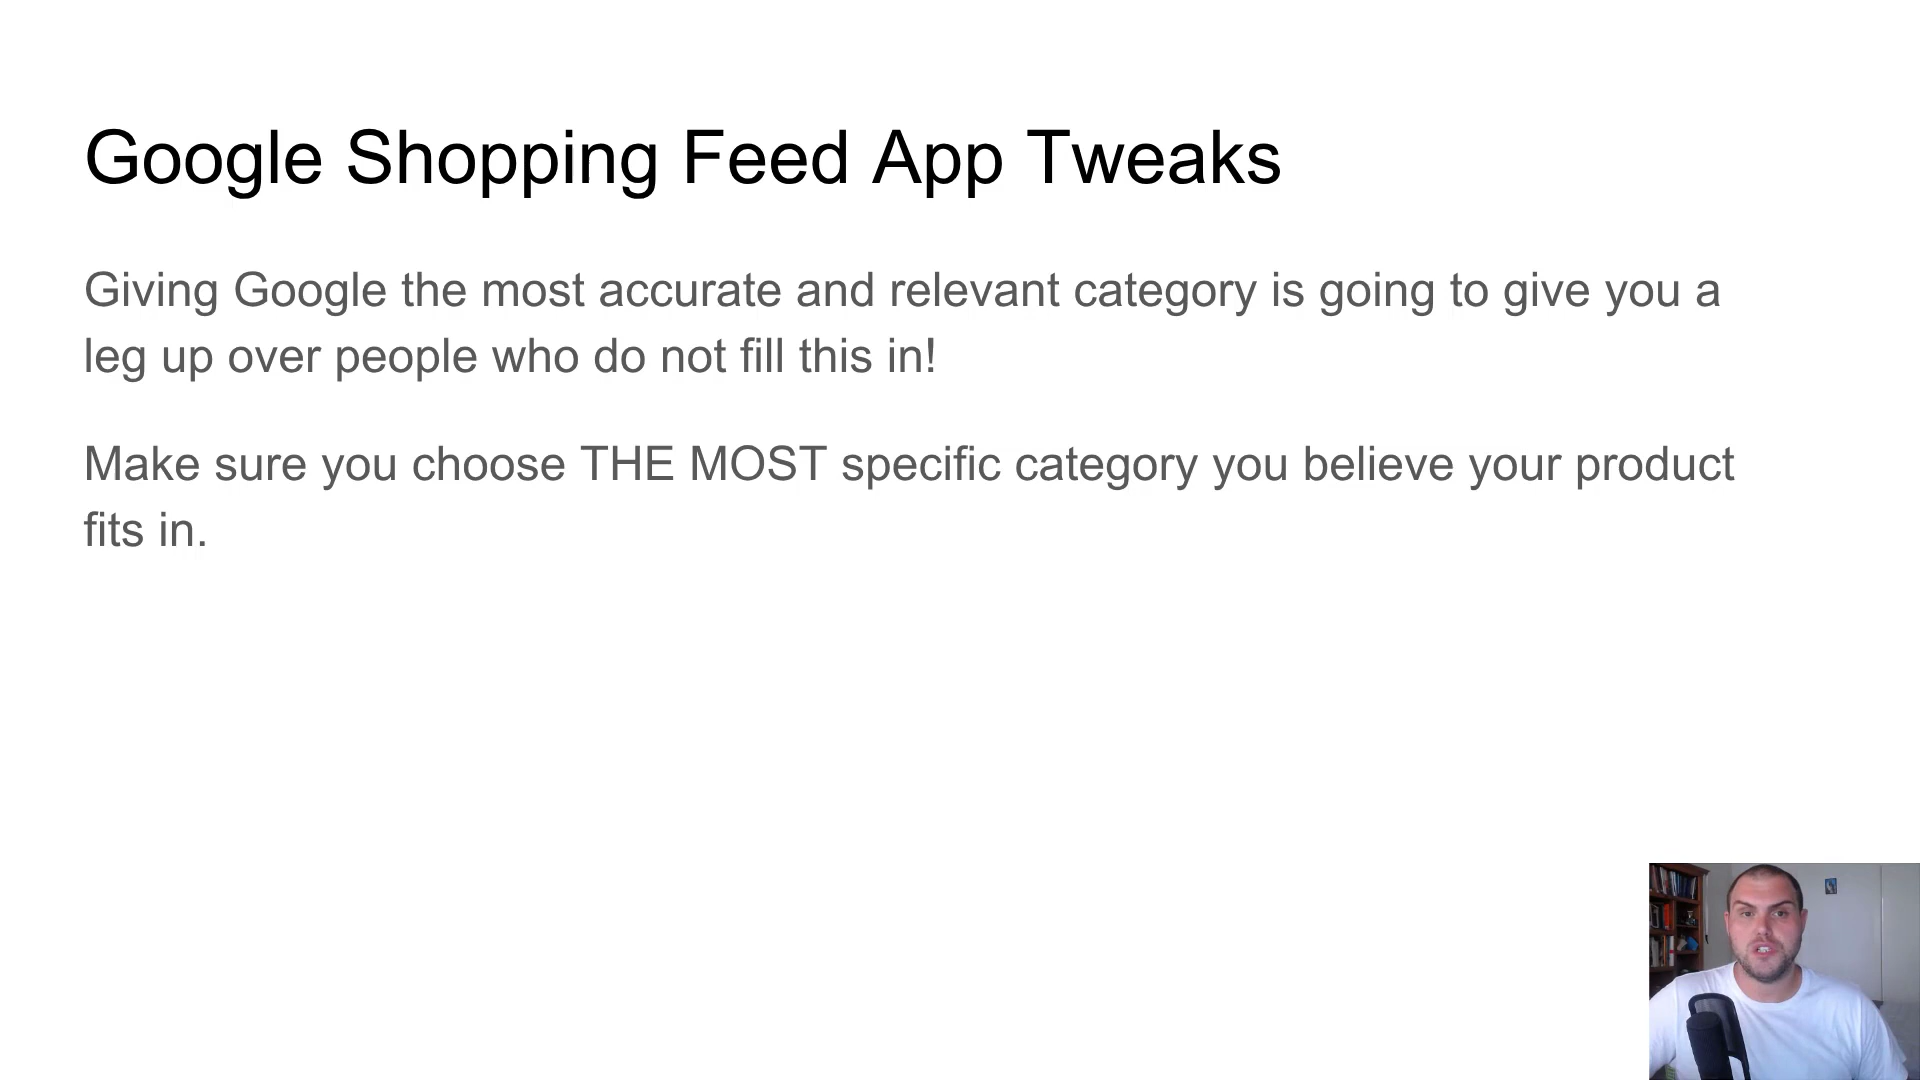 Google Shopping Feed App Tweaks
Giving Google the most accurate and relevant category is going to give you a
leg up over people who do not fill this in!
Make sure you choose THE MOST specific category you believe your product
fits in.